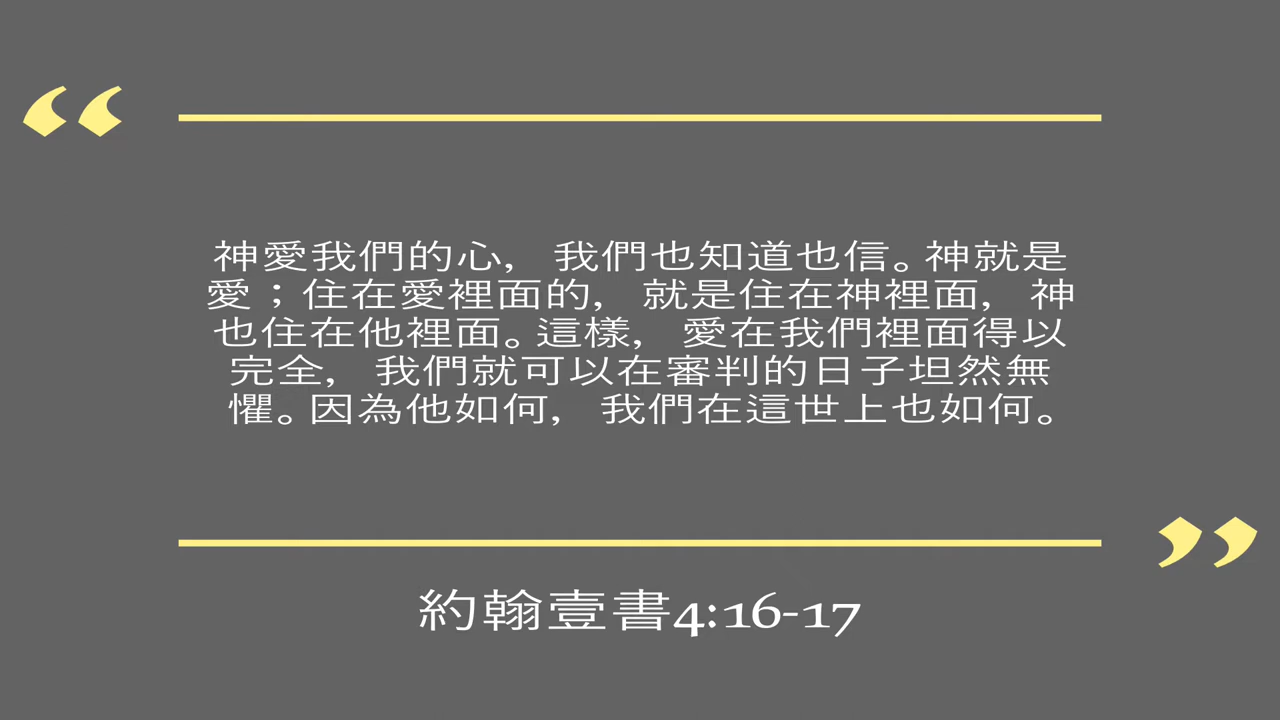 神愛我們的心，我們也知道也信。神就是
愛；住在愛裡面的，就是住在神裡面，神
也住在他裡面。這樣，愛在我們裡面得以
完全，我們就可以在審判的日子坦然無
懼。因為他如何，我們在這世上也如何。
約翰壹書4:16-17